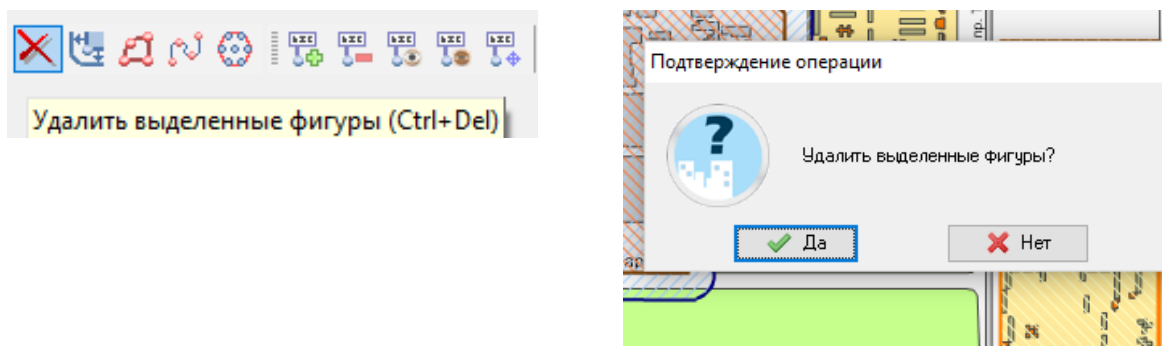 Удалить выделенные фигуры (Ctrl+Del)
Подтверждение операции
Удалить выделенные фигуры?
Да
Нет